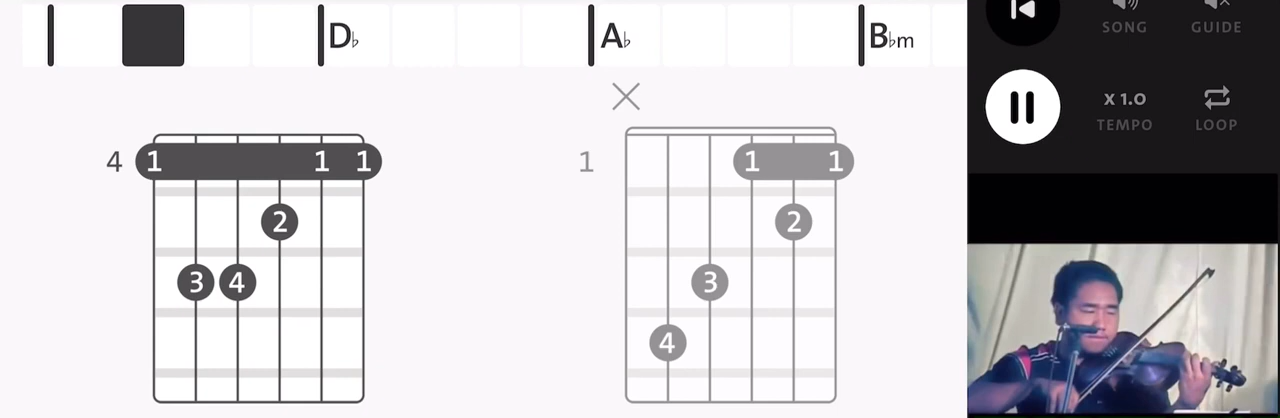 D♭ A♭ B♭m
SONG GUIDE
X 1.0
TEMPO LOOP
4 1 1 1
1 1 1
2 2
3 4 3
4